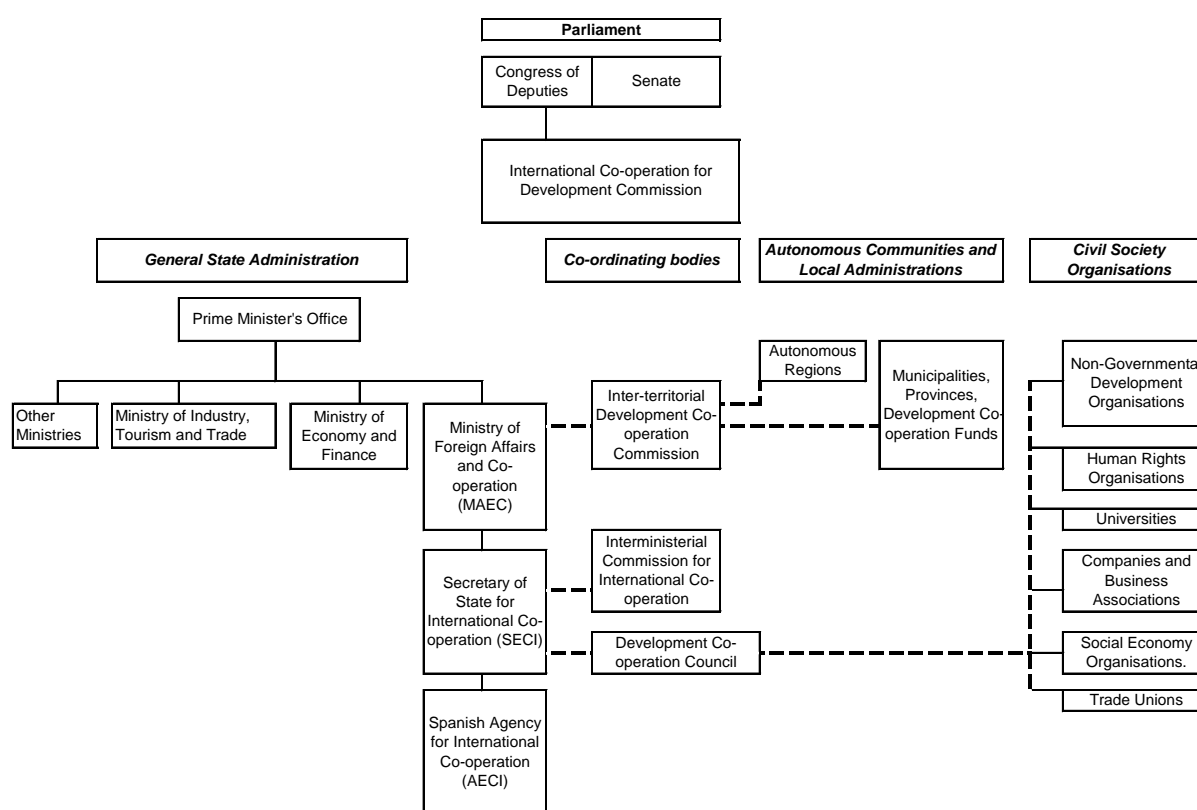 Parliament
Congress of
Deputies
Senate
International Co-operation for
Development Commission
General State Administration
Co-ordinating bodies
Autonomous Communities and
Local Administrations
Civil Society
Organisations
Prime Minister's Office
Other
Ministries
Ministry of Industry,
Tourism and Trade
Ministry of
Economy and
Finance
Ministry of
Foreign Affairs
and Co-
operation
(MAEC)
Inter-territorial
Development Co-
operation
Commission
Autonomous
Regions
Municipalities,
Provinces,
Development Co-
operation Funds
Non-Governmenta
Development
Organisations
Human Rights
Organisations
Universities
Interministerial
Commission for
International Co-
operation
Companies and
Business
Associations
Secretary of
State for
International Co-
operation (SECI)
Development Co-
operation Council
Social Economy
Organisations.
Trade Unions
Spanish Agency
for International
Co-operation
(AECI)